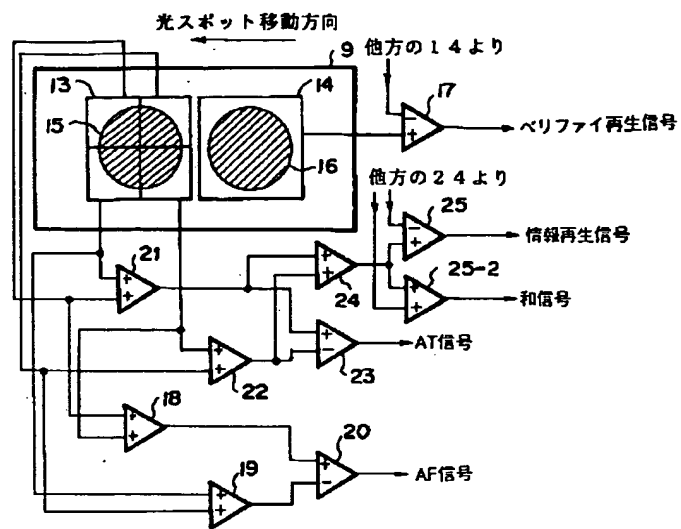 光スポット移動方向
9
他方の14より
13
14
17
15
16
ベリファイ再生信号
他方の24より
25
情報再生信号
21
24
25-2
和信号
22
23
AT信号
18
20
19
AF信号